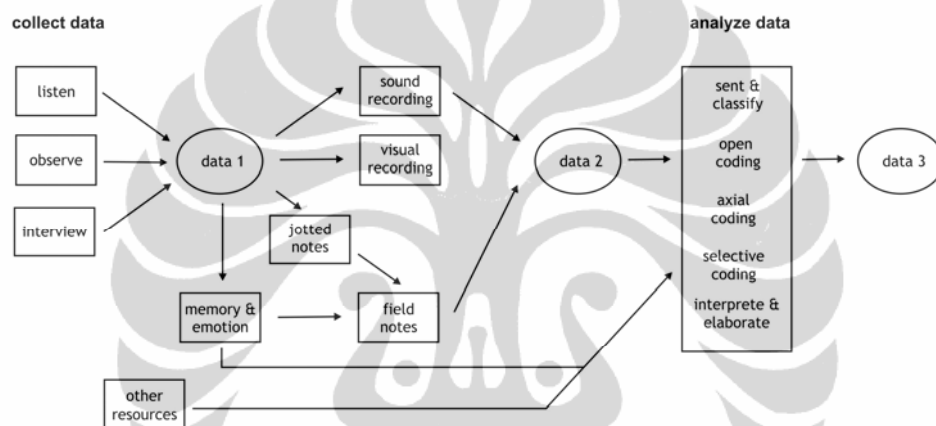 collect data
analyze data
listen
observe
interview
data 1
sound
recording
visual
recording
jotted
notes
memory &
emotion
field
notes
other
resources
data 2
sent &
classify
open
coding
axial
coding
selective
coding
interprete &
elaborate
data 3